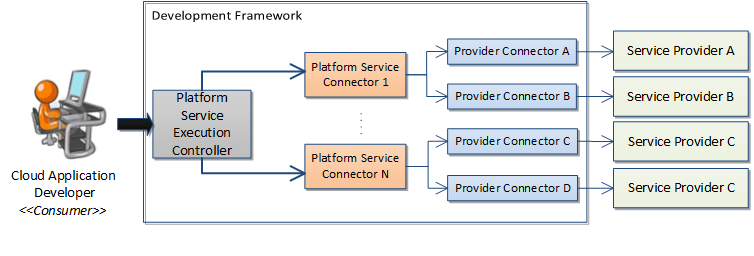 Development Framework
Platform Service
Connector 1
Provider Connector A
Service Provider A
Provider Connector B
Service Provider B
Platform
Service
Execution
Controller
Provider Connector C
Service Provider C
Platform Service
Connector N
Provider Connector D
Service Provider C
Cloud Application
Developer
<<Consumer>>